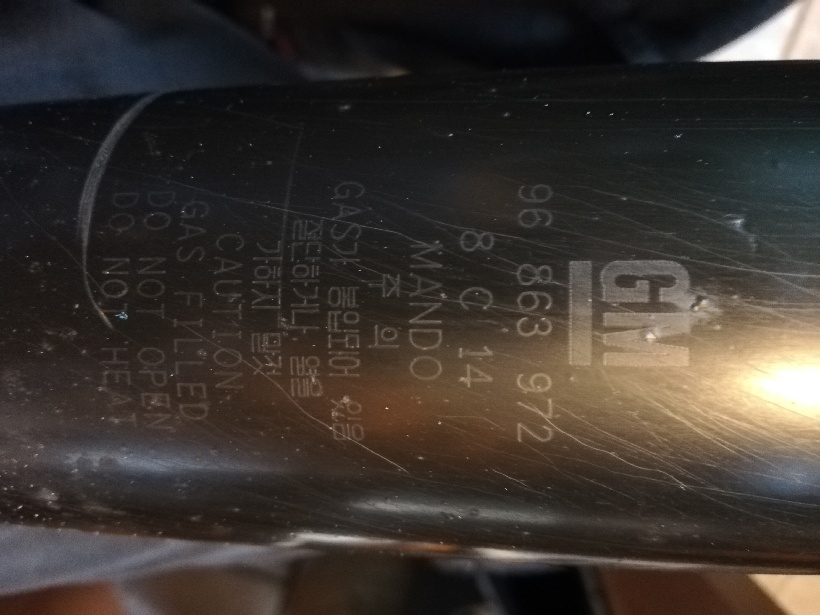 GM
96 863 972
8 C 14
MANDO
주 의
GAS가 봉입되어 있음
절단하거나 열을
가하지 말것
CAUTION
GAS FILLED
DO NOT OPEN
DO NOT HEAT